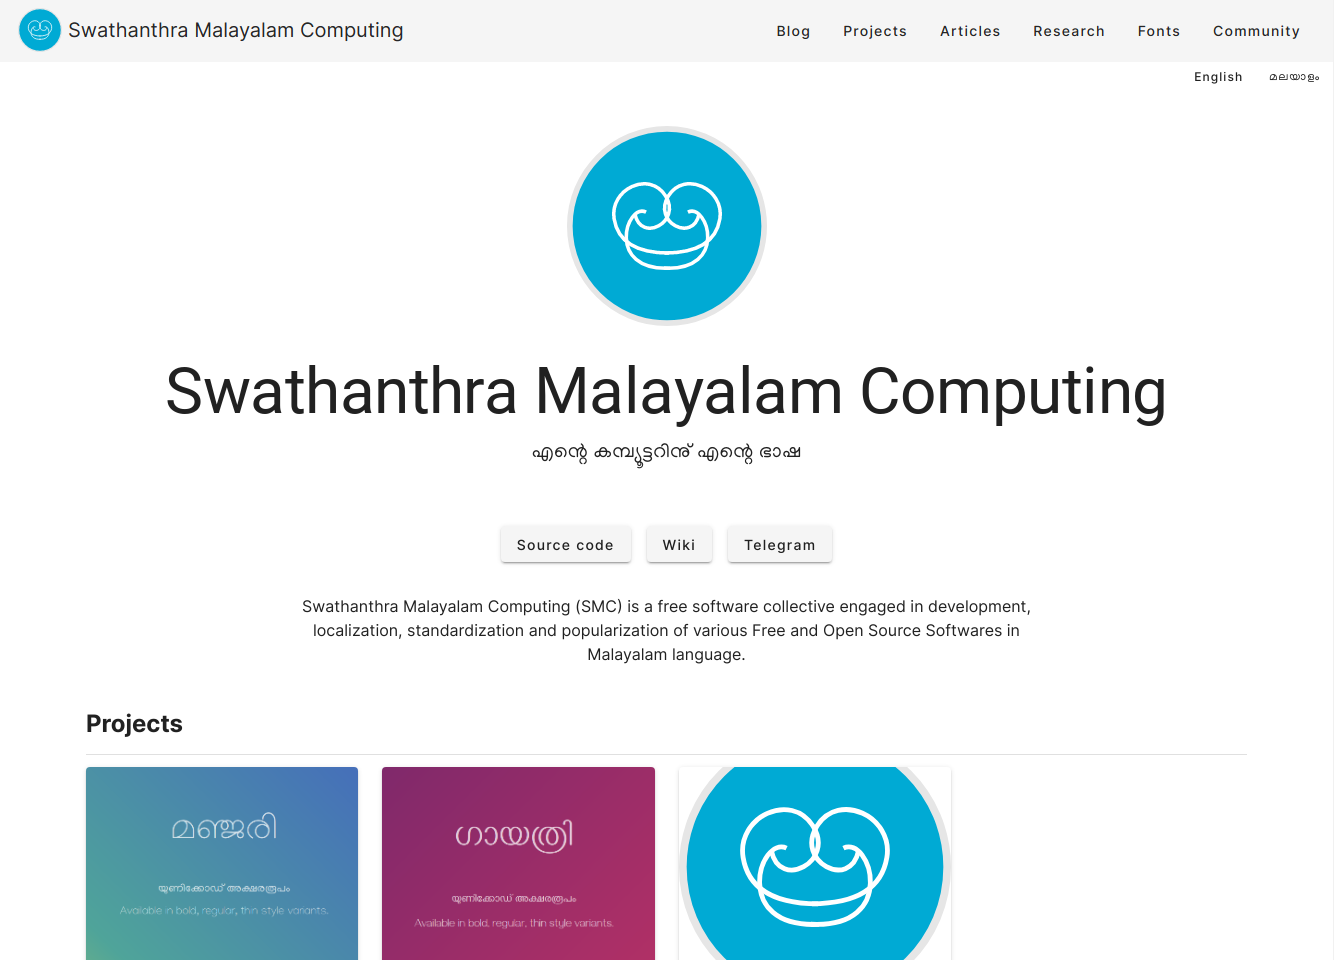 Swathanthra Malayalam Computing
Blog Projects Articles Research Fonts Community
English മലയാളം
Swathanthra Malayalam Computing
എന്റെ കമ്പ്യൂട്ടറിനു് എന്റെ ഭാഷ
Source code Wiki Telegram
Swathanthra Malayalam Computing (SMC) is a free software collective engaged in development,
localization, standardization and popularization of various Free and Open Source Softwares in
Malayalam language.
Projects
മഞ്ജരി
യൂണിക്കോഡ് അക്ഷരരൂപം
Available in bold, regular, thin style variants.
ഗായത്രി
യൂണിക്കോഡ് അക്ഷരരൂപം
Available in bold, regular, thin style variants.